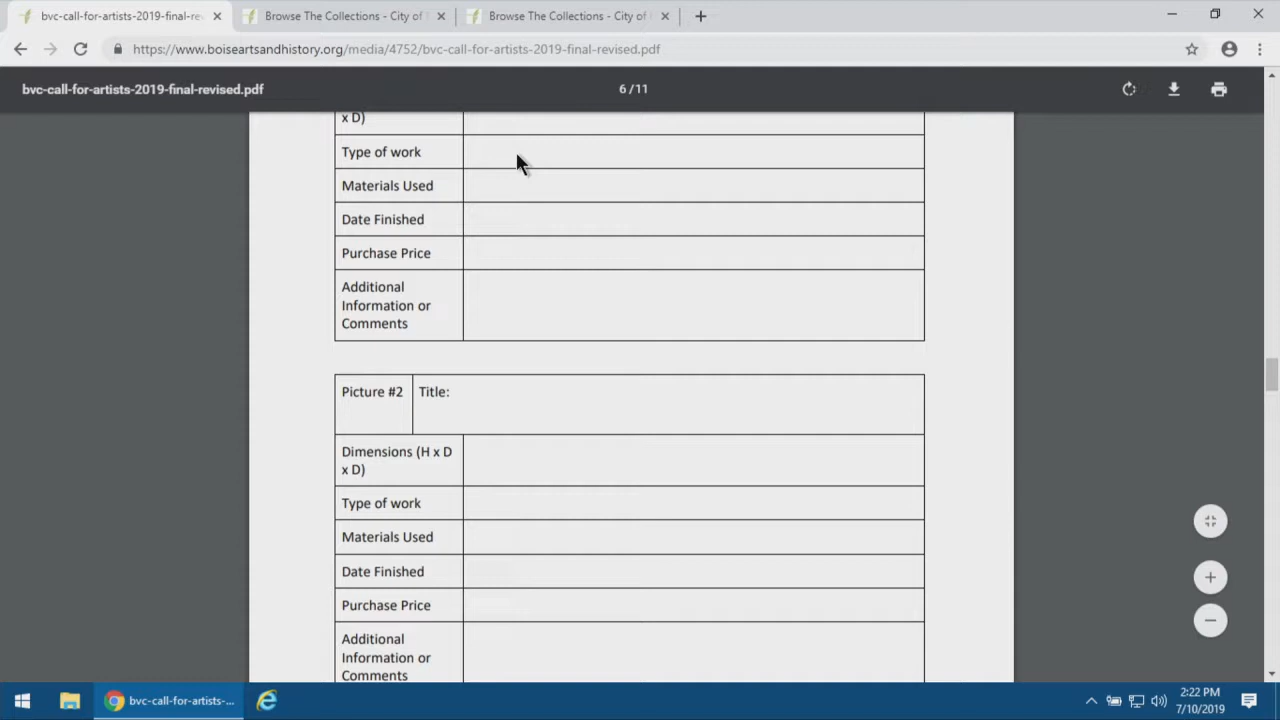 bvc-call-for-artists-2019-final-rev
Browse The Collections - City of
Browse The Collections - City of
https://www.boiseartsandhistory.org/media/4752/bvc-call-for-artists-2019-final-revised.pdf
bvc-call-for-artists-2019-final-revised.pdf
6 / 11
x D)
Type of work
Materials Used
Date Finished
Purchase Price
Additional
Information or
Comments
Picture #2
Title:
Dimensions (H x D
x D)
Type of work
Materials Used
Date Finished
Purchase Price
Additional
Information or
Comments
bvc-call-for-artists-...
2:22 PM
7/10/2019